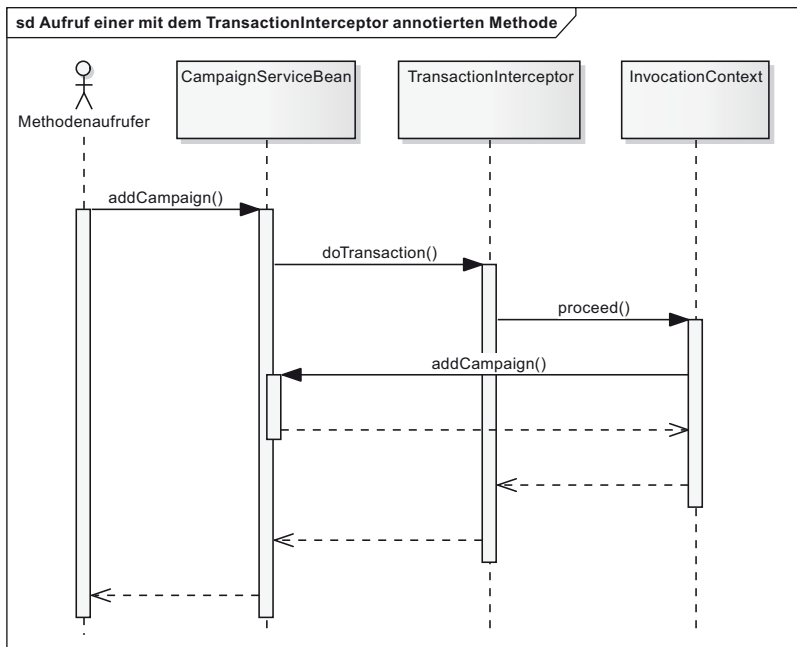 sd Aufruf einer mit dem TransactionInterceptor annotierten Methode
CampaignServiceBean
TransactionInterceptor
InvocationContext
Methodenaufrufer
addCampaign()
doTransaction()
proceed()
addCampaign()